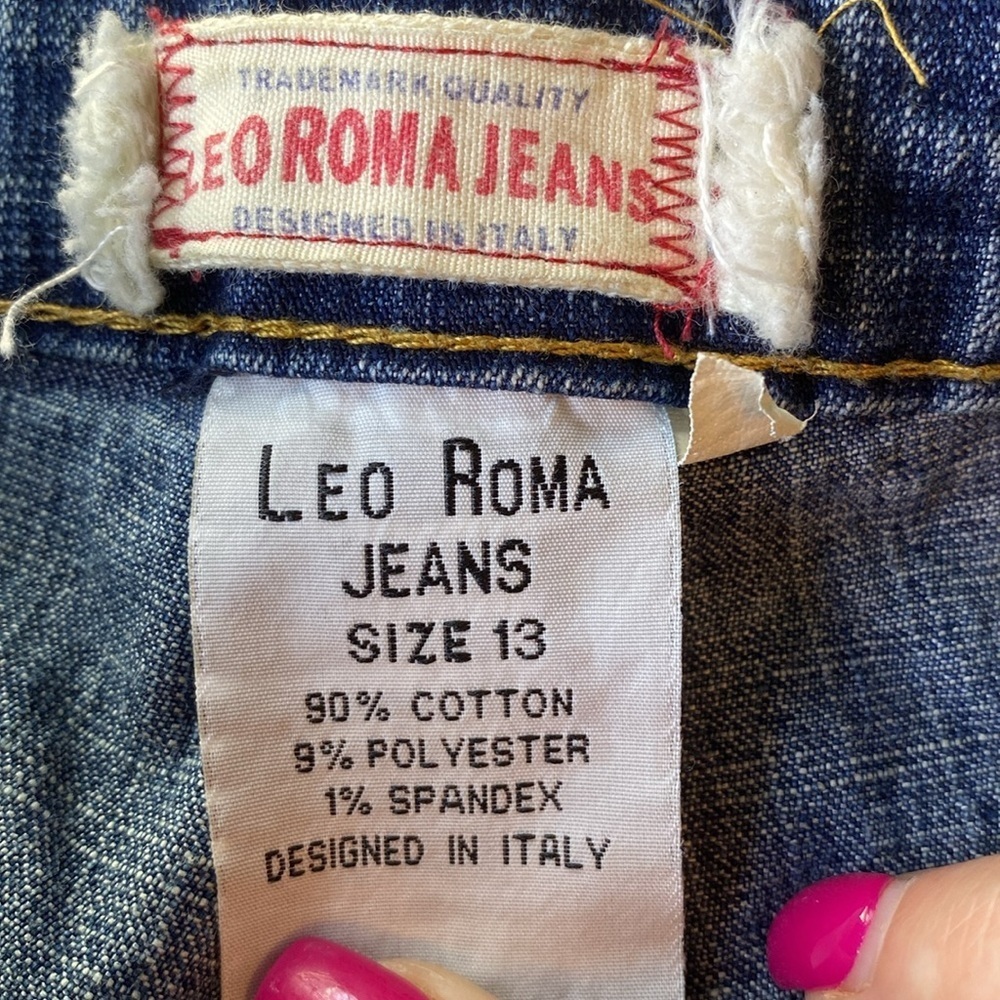 TRADEMARK QUALITY
LEO ROMA JEANS
DESIGNED IN ITALY
LEO ROMA
JEANS
SIZE 13
90% COTTON
9% POLYESTER
1% SPANDEX
DESIGNED IN ITALY